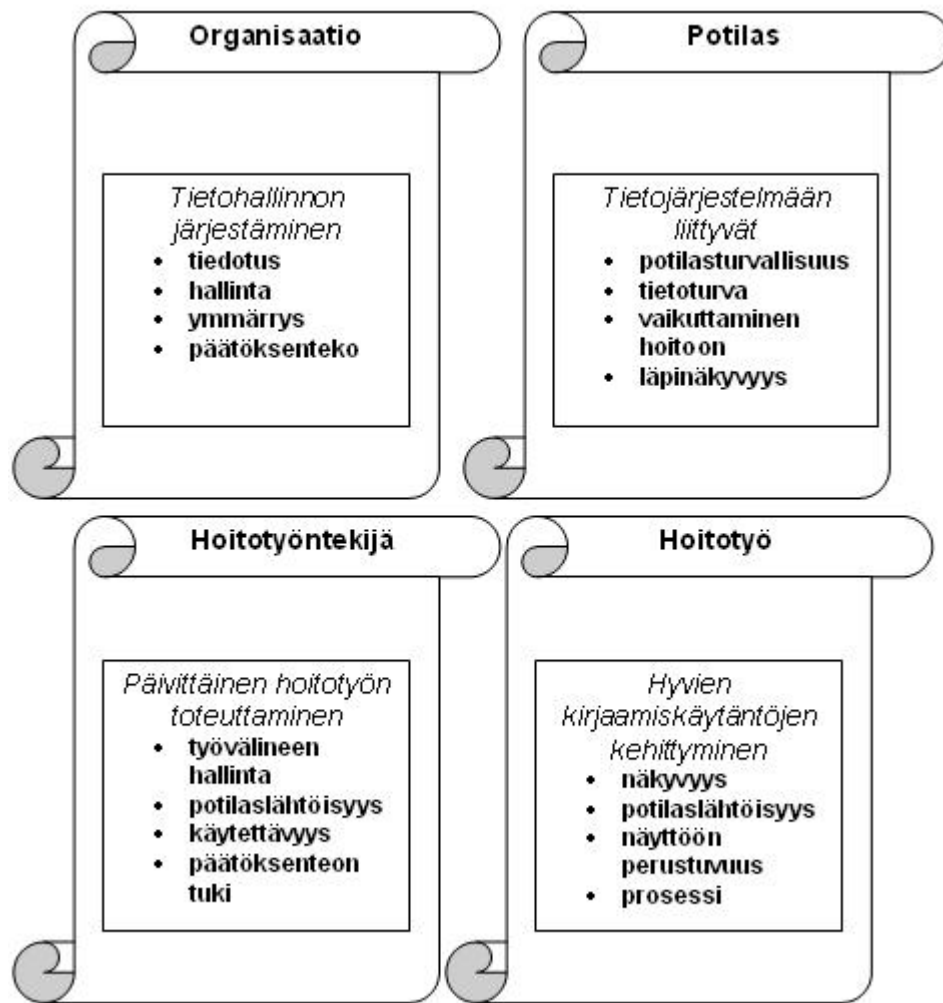 Organisaatio
Tietohallinnon
järjestäminen
• tiedotus
• hallinta
• ymmärrys
• päätöksenteko
Potilas
Tietojärjestelmään
liittyvät
• potilasturvallisuus
• tietoturva
• vaikuttaminen
hoitoon
• läpinäkyvyys
Hoitotyöntekijä
Päivittäinen hoitotyön
toteuttaminen
• työvälineen
hallinta
• potilaslähtöisyys
• käytettävyys
• päätöksenteon
tuki
Hoitotyö
Hyvien
kirjaamiskäytäntöjen
kehittyminen
• näkyvyys
• potilaslähtöisyys
• näyttöön
perustuvuus
• prosessi